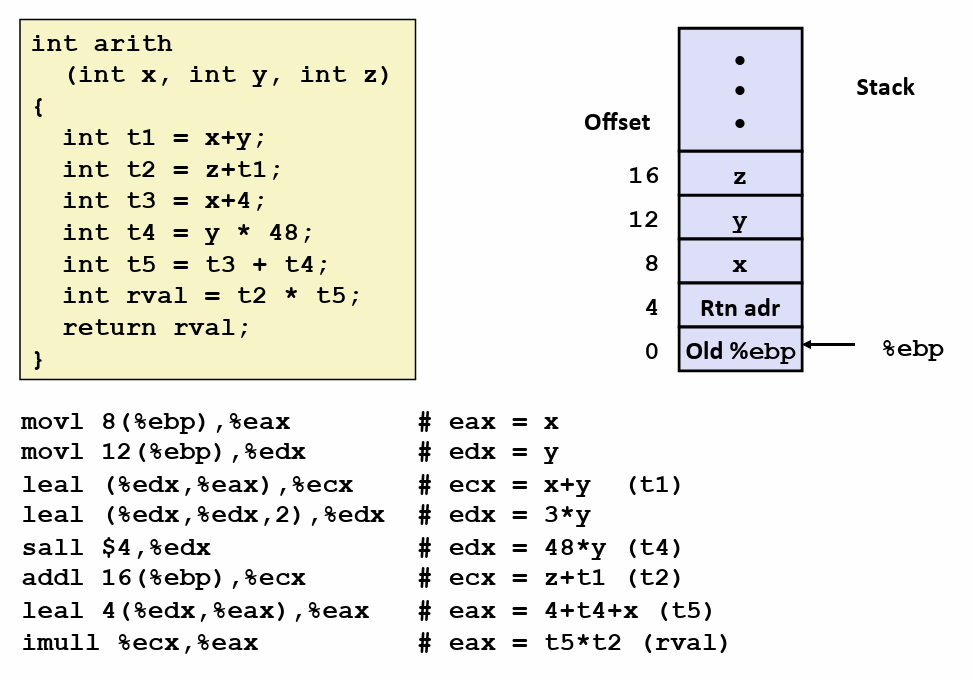 int arith
(int x, int y, int z)
{
int t1 = x+y;
int t2 = z+t1;
int t3 = x+4;
int t4 = y * 48;
int t5 = t3 + t4;
int rval = t2 * t5;
return rval;
}
Stack
Offset
16 z
12 y
8 x
4 Rtn adr
0 Old %ebp %ebp
movl 8(%ebp),%eax # eax = x
movl 12(%ebp),%edx # edx = y
leal (%edx,%eax),%ecx # ecx = x+y (t1)
leal (%edx,%edx,2),%edx # edx = 3*y
sall $4,%edx # edx = 48*y (t4)
addl 16(%ebp),%ecx # ecx = z+t1 (t2)
leal 4(%edx,%eax),%eax # eax = 4+t4+x (t5)
imull %ecx,%eax # eax = t5*t2 (rval)